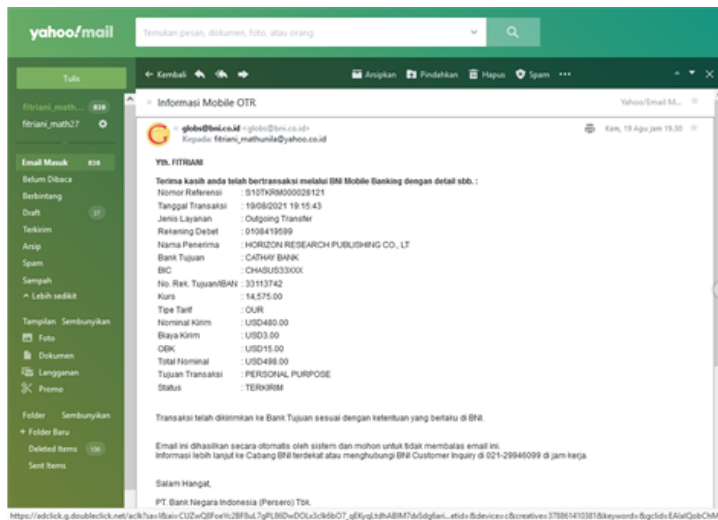 yahoo!mail
Temukan pesan, dokumen, foto, atau orang
Tulis
Kembali
Arsipkan
Pindahkan
Hapus
Spam
fitriani_math... 838
fitriani_math27
Informasi Mobile OTR
Yahoo/Email M...
globs@bni.co.id <globs@bni.co.id>
Kepada: fitriani_mathunila@yahoo.co.id
Kam, 19 Agu jam 19.30
Email Masuk 838
Belum Dibaca
Berbintang
Draft 27
Terkirim
Arsip
Spam
Sampah
Lebih sedikit
Tampilan Sembunyikan
Foto
Dokumen
Langganan
Promo
Folder Sembunyikan
+ Folder Baru
Deleted Items 106
Sent Items
Yth. FITRIANI
Terima kasih anda telah bertransaksi melalui BNI Mobile Banking dengan detail sbb. :
Nomor Referensi : S10TKRM000028121
Tanggal Transaksi : 19/08/2021 19:15:43
Jenis Layanan : Outgoing Transfer
Rekening Debet : 0108419599
Nama Penerima : HORIZON RESEARCH PUBLISHING CO., LT
Bank Tujuan : CATHAY BANK
BIC : CHASUS33XXX
No. Rek. Tujuan/IBAN : 33113742
Kurs : 14,575.00
Tipe Tarif : OUR
Nominal Kirim : USD480.00
Biaya Kirim : USD3.00
OBK : USD15.00
Total Nominal : USD498.00
Tujuan Transaksi : PERSONAL PURPOSE
Status : TERKIRIM
Transaksi telah dikirimkan ke Bank Tujuan sesuai dengan ketentuan yang berlaku di BNI.
Email ini dihasilkan secara otomatis oleh sistem dan mohon untuk tidak membalas email ini.
Informasi lebih lanjut ke Cabang BNI terdekat atau menghubungi BNI Customer Inquiry di 021-29946099 di jam kerja.
Salam Hangat,
PT. Bank Negara Indonesia (Persero) Tbk.